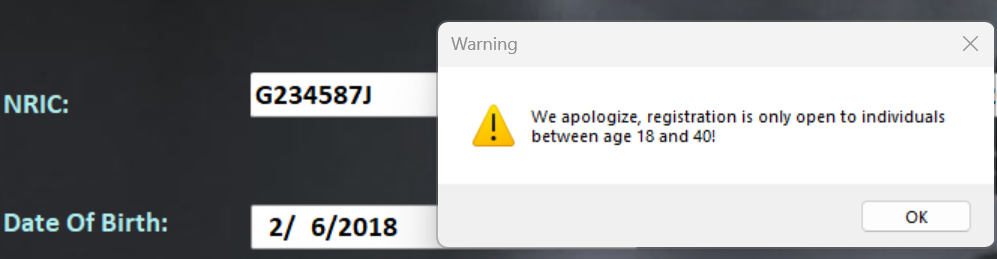 Warning
NRIC: G234587J
We apologize, registration is only open to individuals
between age 18 and 40!
Date Of Birth: 2/ 6/2018
OK